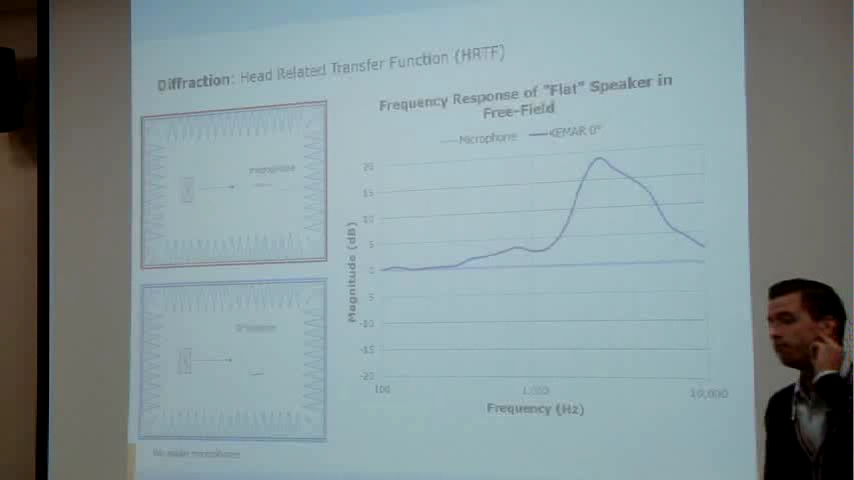 Diffraction: Head Related Transfer Function (HRTF)
Frequency Response of "Flat" Speaker in
Free-Field
Microphone KEMAR 0°
20
15
10
5
0
5
-10
-15
-20
Magnitude (dB)
100 1,000 10,000
Frequency (Hz)
microphone